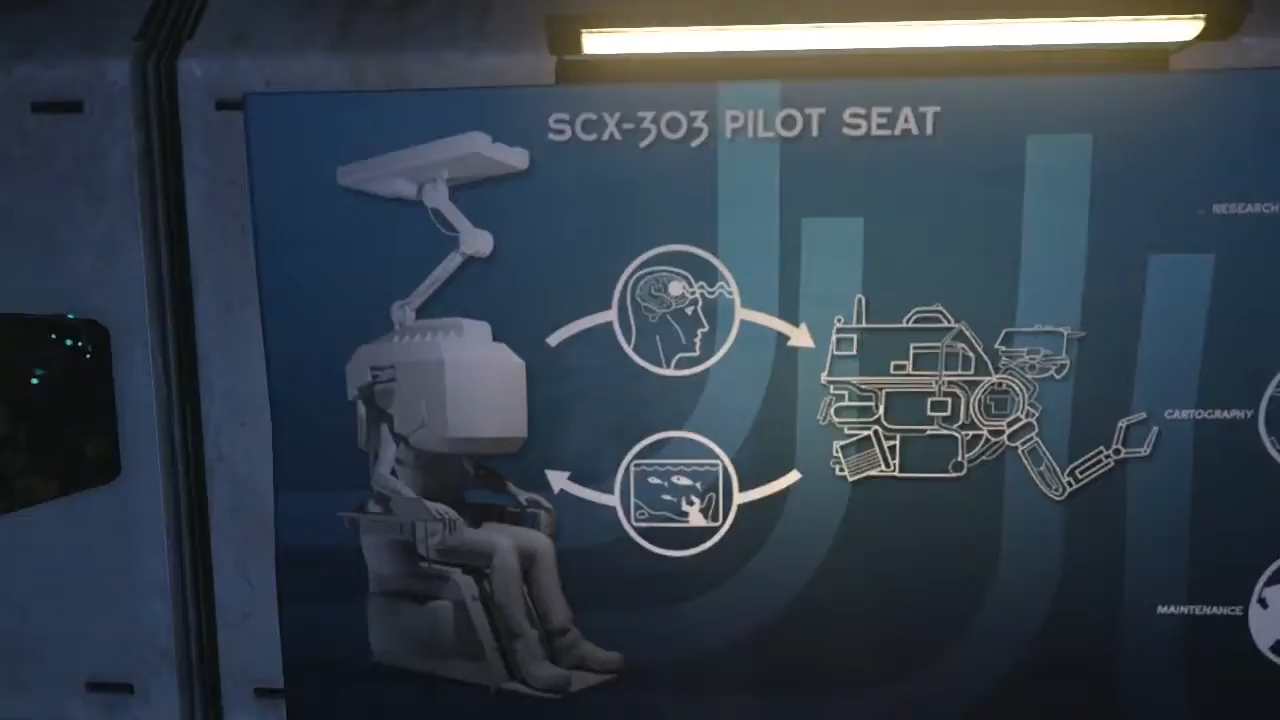 SCX-303 PILOT SEAT
RESEARCH
CARTOGRAPHY
MAINTENANCE